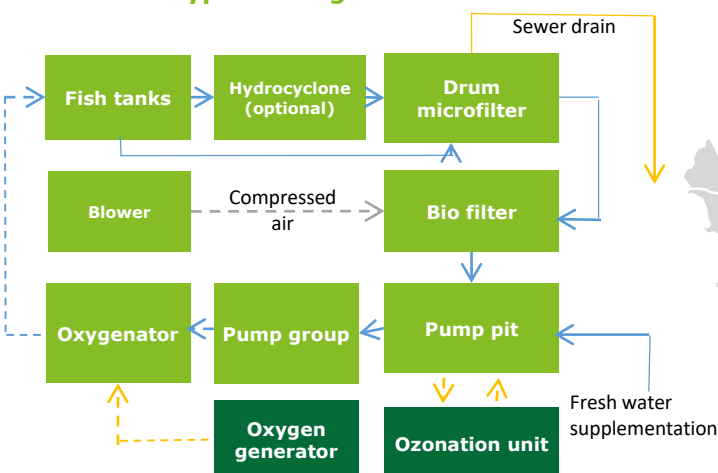 Sewer drain
Fish tanks
Hydrocyclone
(optional)
Drum
microfilter
Blower
Compressed
air
Bio filter
Oxygenator
Pump group
Pump pit
Fresh water
supplementation
Oxygen
generator
Ozonation unit